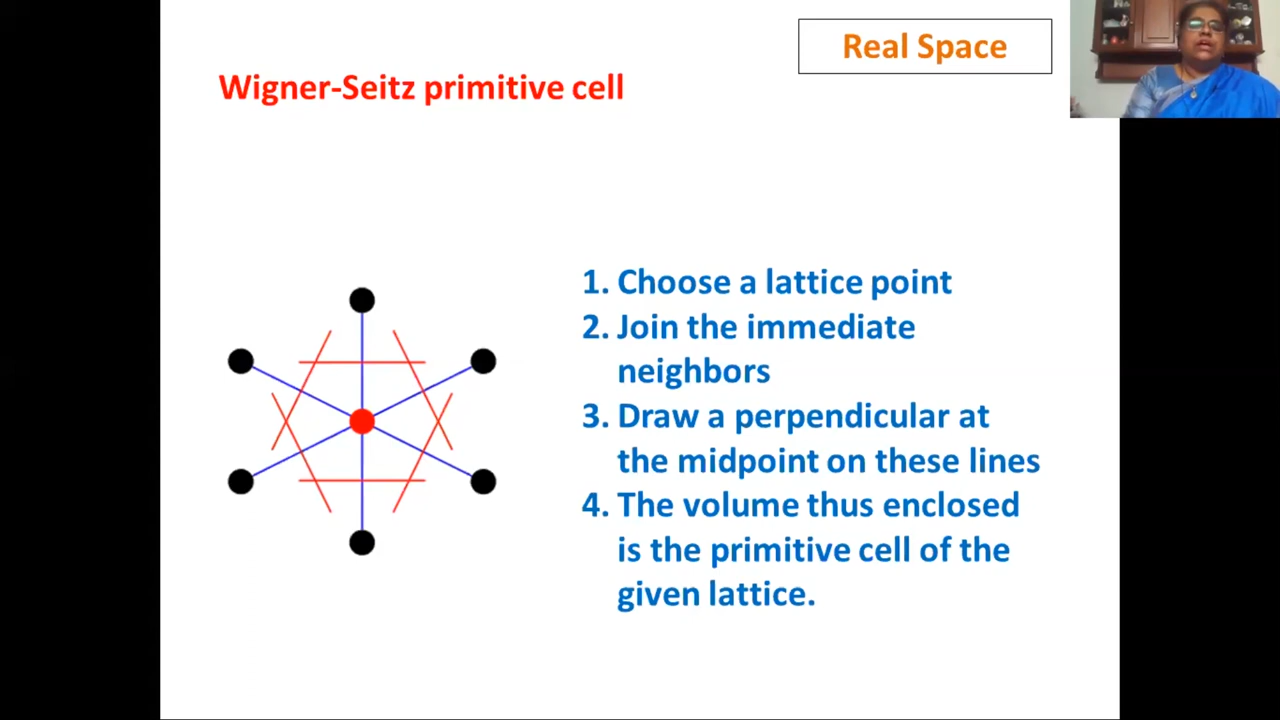 Real Space
Wigner-Seitz primitive cell
1. Choose a lattice point
2. Join the immediate
neighbors
3. Draw a perpendicular at
the midpoint on these lines
4. The volume thus enclosed
is the primitive cell of the
given lattice.